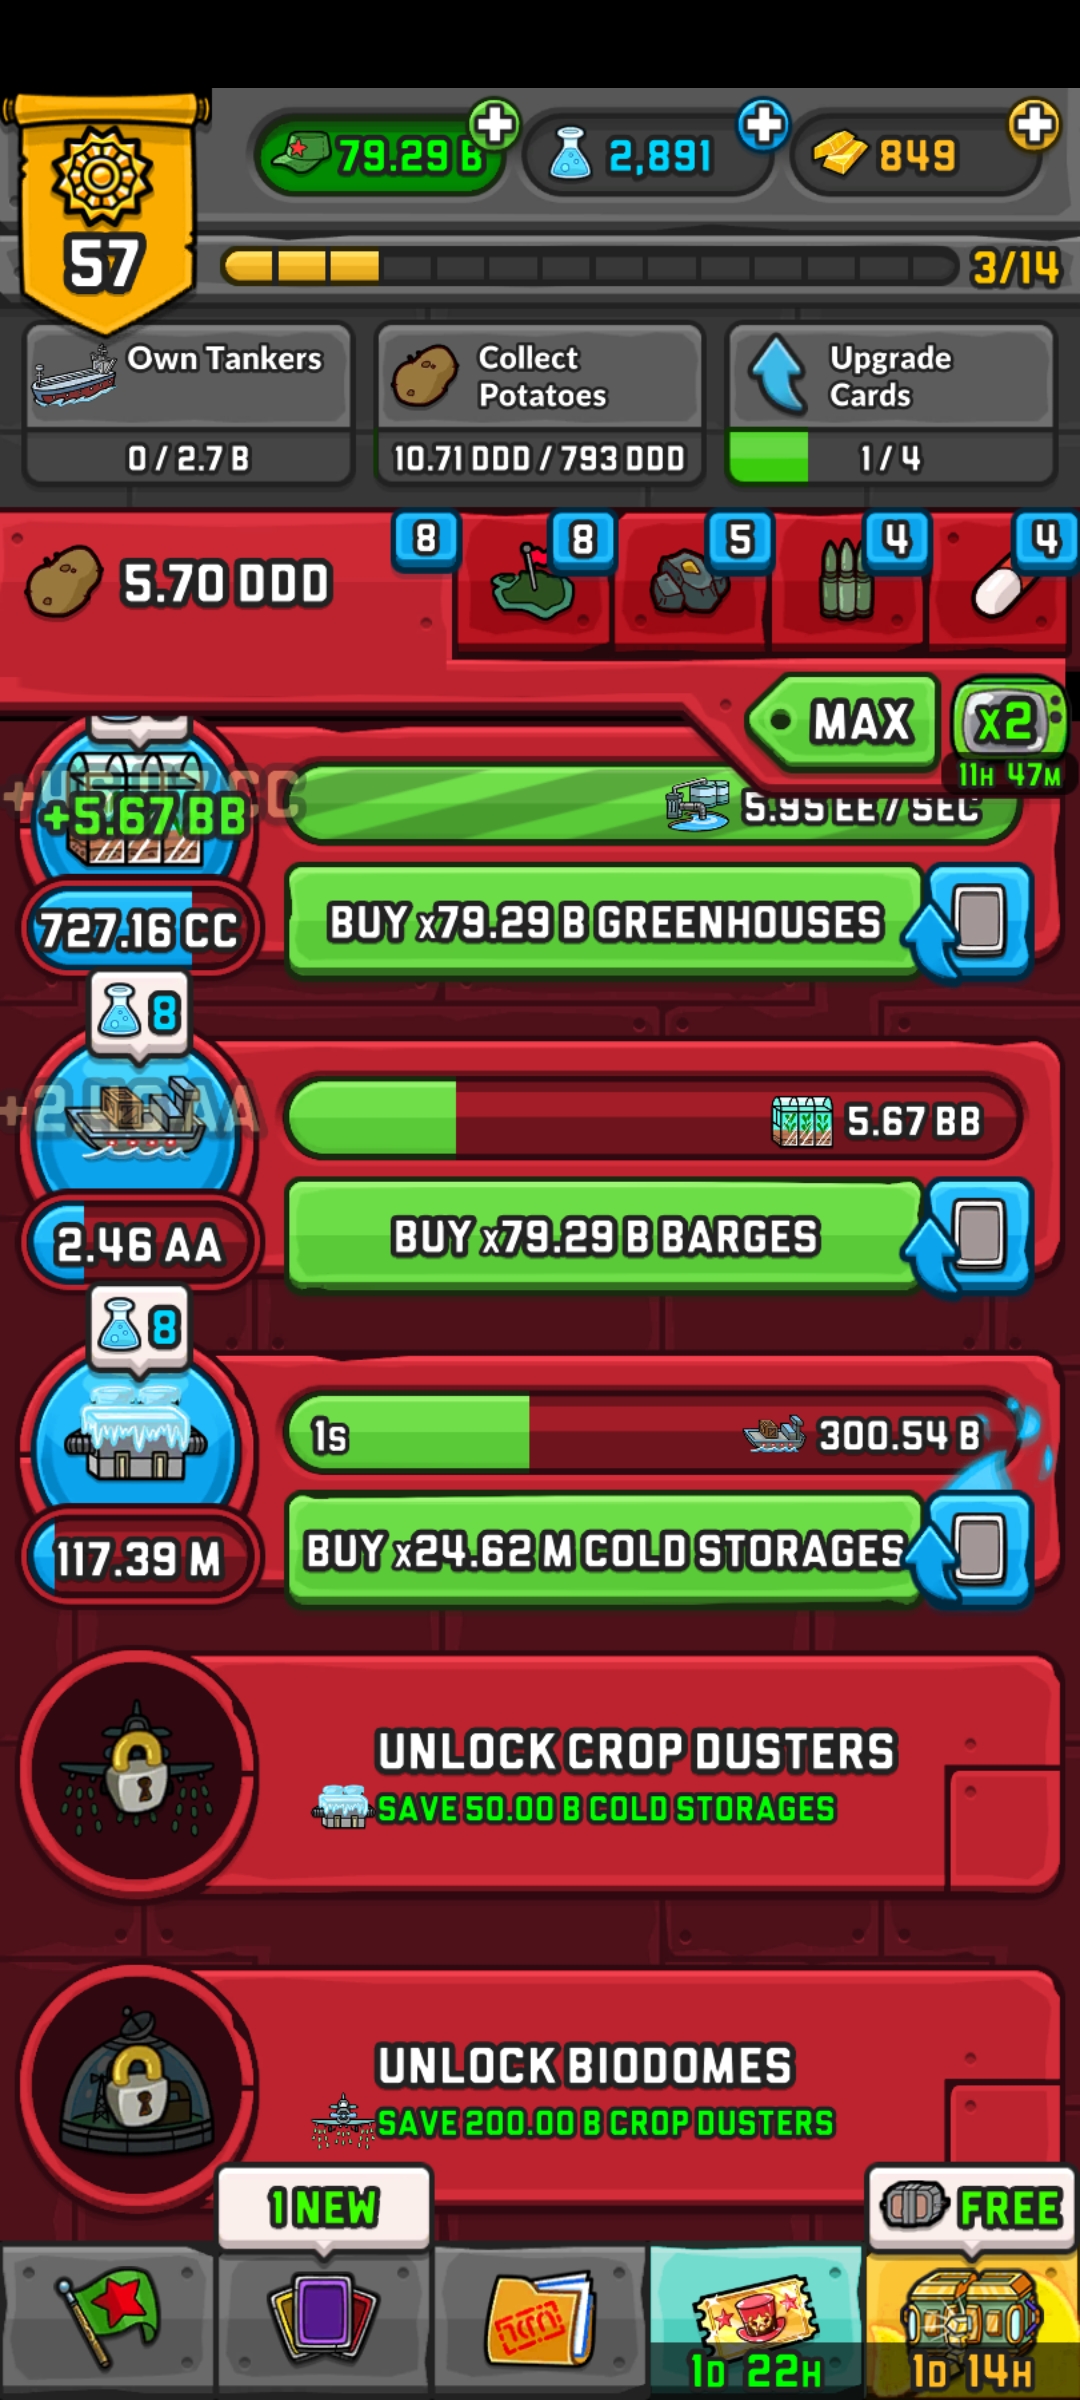 57
79.29 B
2,891
849
3/14
Own Tankers
0 / 2.7 B
Collect
Potatoes
10.71 DDD / 793 DDD
Upgrade
Cards
1 / 4
5.70 DDD
8
8
5
4
4
MAX
x2
11H 47M
+5.67 BB
5.95 EE / SEC
727.16 CC
BUY x79.29 B GREENHOUSES
8
5.67 BB
2.46 AA
BUY x79.29 B BARGES
8
1s
300.54 B
117.39 M
BUY x24.62 M COLD STORAGES
UNLOCK CROP DUSTERS
SAVE 50.00 B COLD STORAGES
UNLOCK BIODOMES
SAVE 200.00 B CROP DUSTERS
1 NEW
FREE
1D 22H
1D 14H